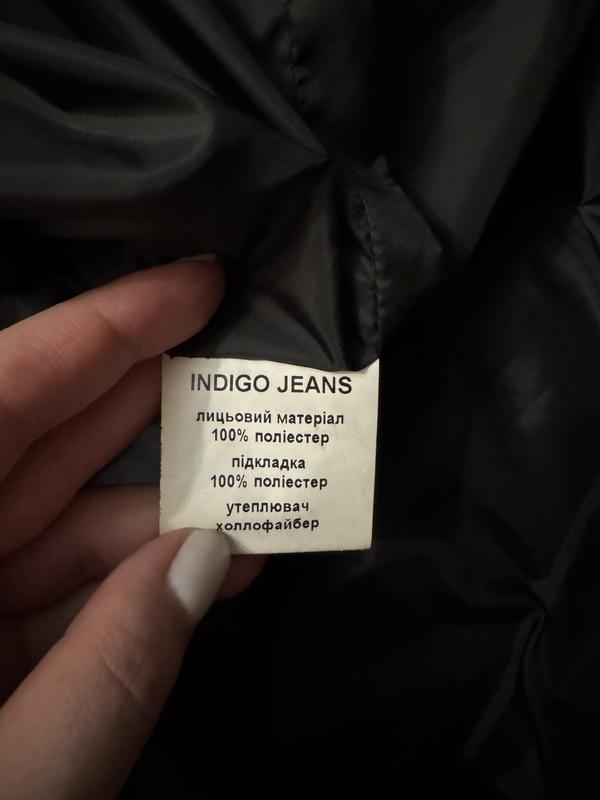 INDIGO JEANS
лицьовий матеріал
100% поліестер
підкладка
100% поліестер
утеплювач
холлофайбер